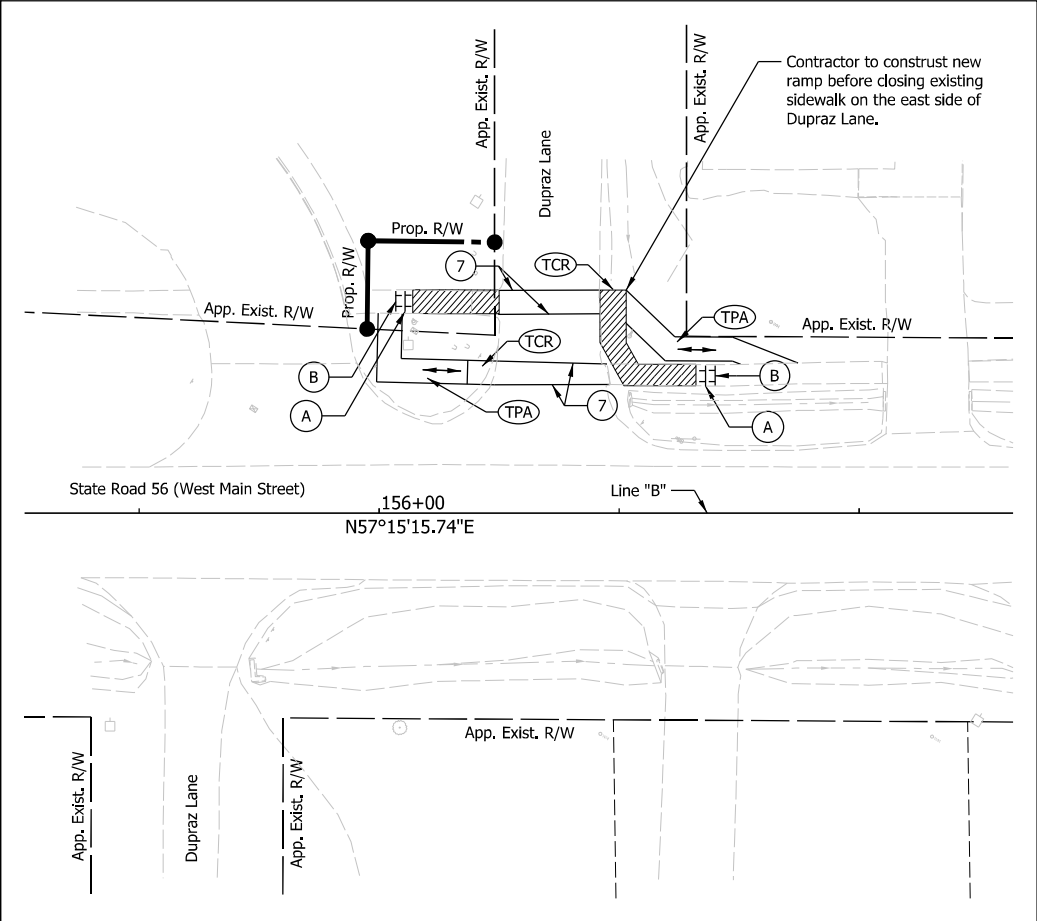 App. Exist. R/W
App. Exist. R/W
Contractor to construst new
ramp before closing existing
sidewalk on the east side of
Dupraz Lane.
Dupraz Lane
Prop. R/W
Prop. R/W
7
TCR
App. Exist. R/W
TPA
App. Exist. R/W
TCR
B
B
A
TPA
7
A
State Road 56 (West Main Street)
156+00
Line "B"
N57°15'15.74"E
App. Exist. R/W
App. Exist. R/W
Dupraz Lane
App. Exist. R/W